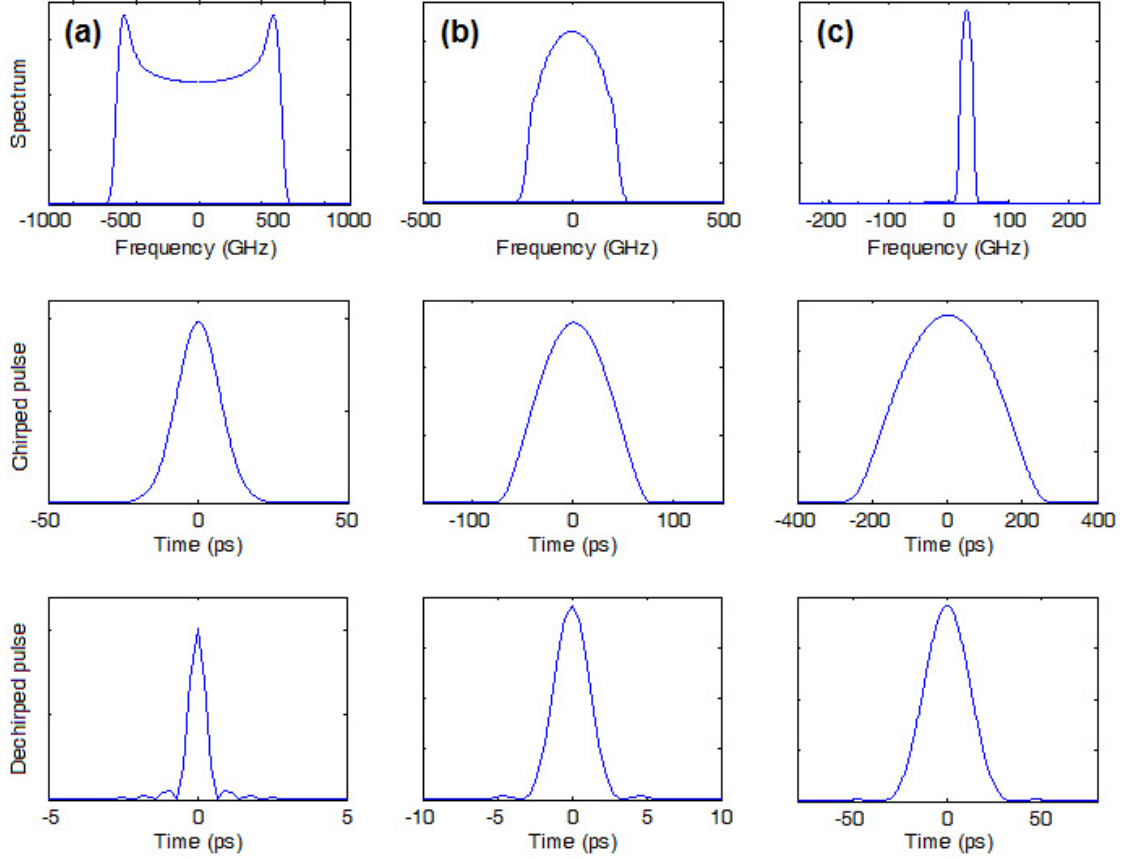 (a) (b) (c)
Spectrum
-1000 -500 0 500 1000 -500 0 500 -200 -100 0 100 200
Frequency (GHz) Frequency (GHz) Frequency (GHz)
Chirped pulse
-50 0 50 -100 0 100 -400 -200 0 200 400
Time (ps) Time (ps) Time (ps)
Dechirped pulse
-5 0 5 -10 -5 0 5 10 -50 0 50
Time (ps) Time (ps) Time (ps)